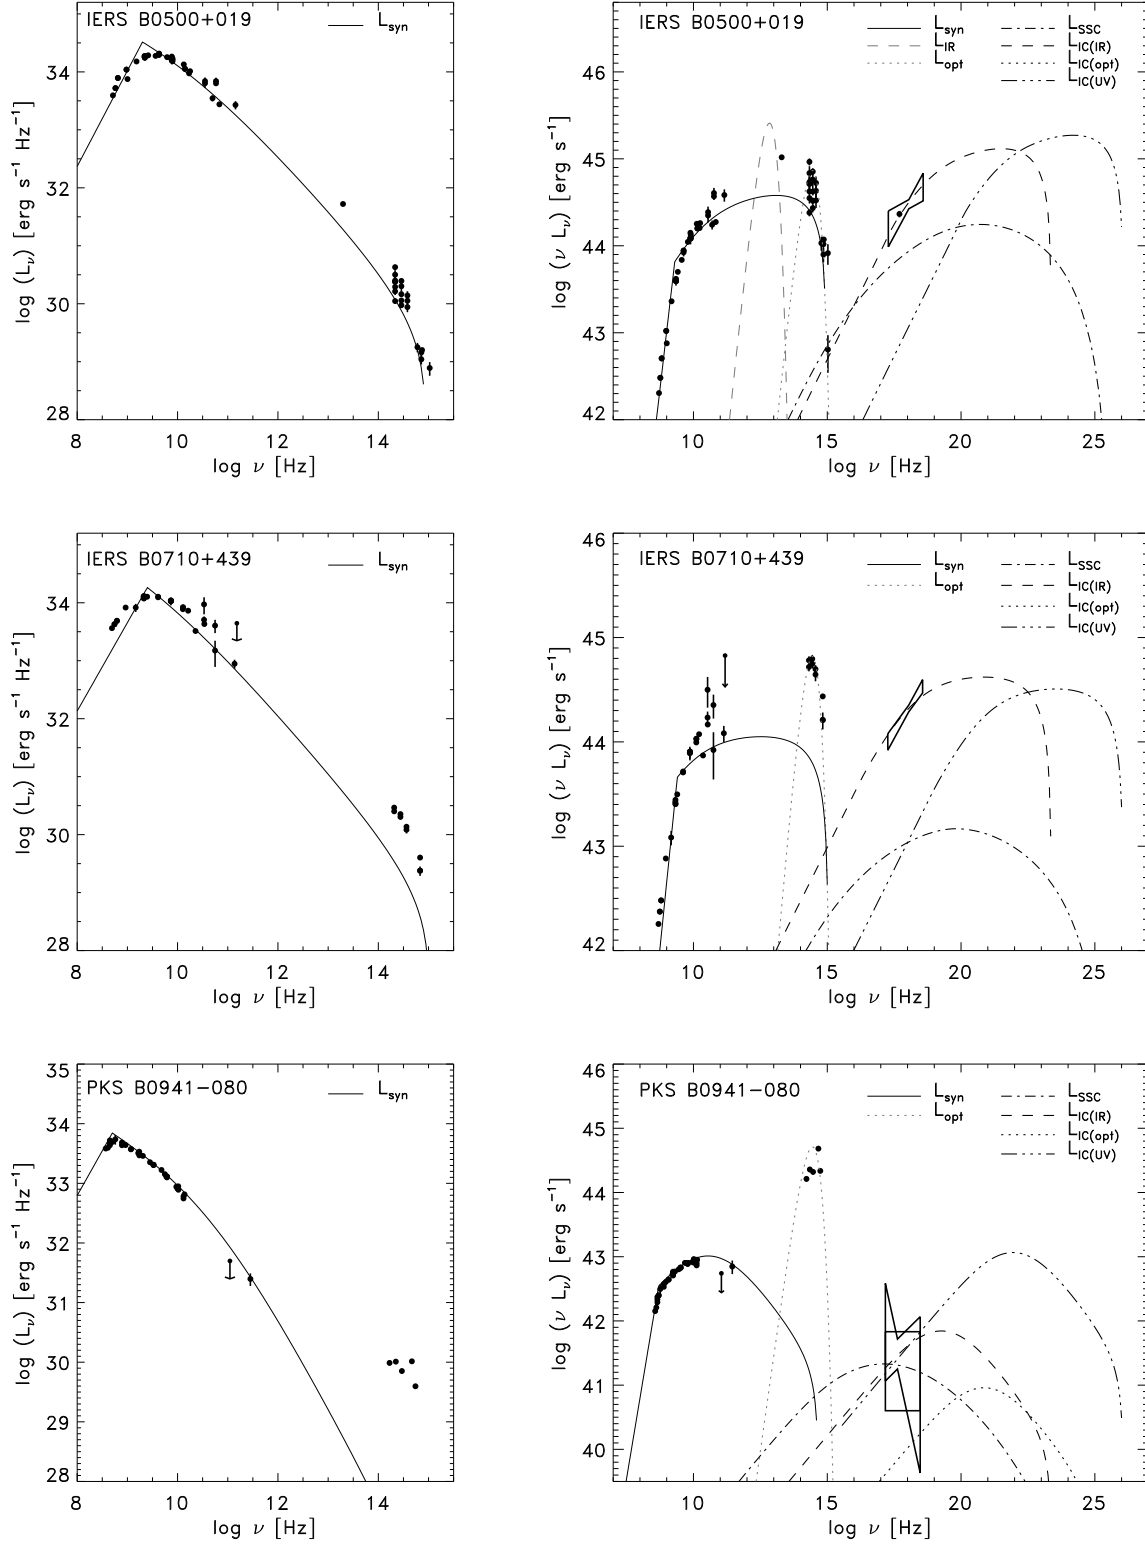 IERS B0500+019
L_syn
34
32
30
28
8 10 12 14
log ν [Hz]
log (L_ν) [erg s⁻¹ Hz⁻¹]
IERS B0500+019
L_syn
L_IR
L_opt
L_SSC
L_IC(IR)
L_IC(opt)
L_IC(UV)
46
45
44
43
42
10 15 20 25
log ν [Hz]
log (ν L_ν) [erg s⁻¹]
IERS B0710+439
L_syn
34
32
30
28
8 10 12 14
log ν [Hz]
log (L_ν) [erg s⁻¹ Hz⁻¹]
IERS B0710+439
L_syn
L_opt
L_SSC
L_IC(IR)
L_IC(opt)
L_IC(UV)
46
45
44
43
42
10 15 20 25
log ν [Hz]
log (ν L_ν) [erg s⁻¹]
PKS B0941−080
L_syn
35
34
33
32
31
30
29
28
8 10 12 14
log ν [Hz]
log (L_ν) [erg s⁻¹ Hz⁻¹]
PKS B0941−080
L_syn
L_opt
L_SSC
L_IC(IR)
L_IC(opt)
L_IC(UV)
46
45
44
43
42
41
40
10 15 20 25
log ν [Hz]
log (ν L_ν) [erg s⁻¹]